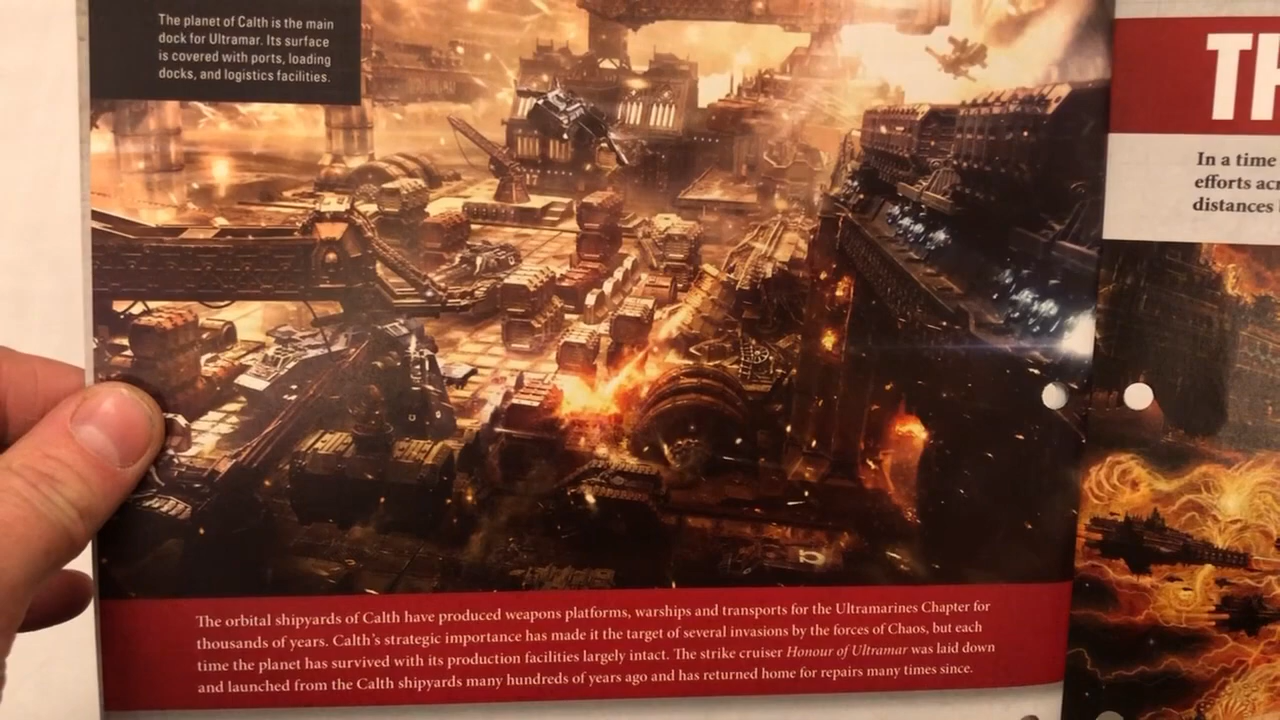 The planet of Calth is the main
dock for Ultramar. Its surface
is covered with ports, loading
docks, and logistics facilities.
The orbital shipyards of Calth have produced weapons platforms, warships and transports for the Ultramarines Chapter for
thousands of years. Calth's strategic importance has made it the target of several invasions by the forces of Chaos, but each
time the planet has survived with its production facilities largely intact. The strike cruiser Honour of Ultramar was laid down
and launched from the Calth shipyards many hundreds of years ago and has returned home for repairs many times since.
TH
In a time
efforts
distances